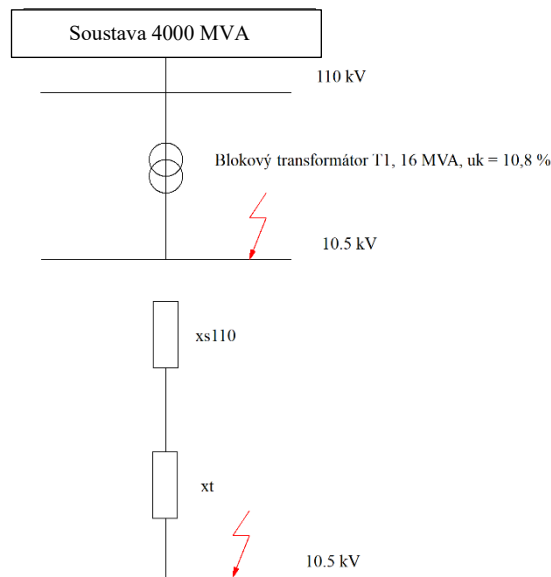 Soustava 4000 MVA
110 kV
Blokový transformátor T1, 16 MVA, uk = 10,8 %
10.5 kV
xs110
xt
10.5 kV